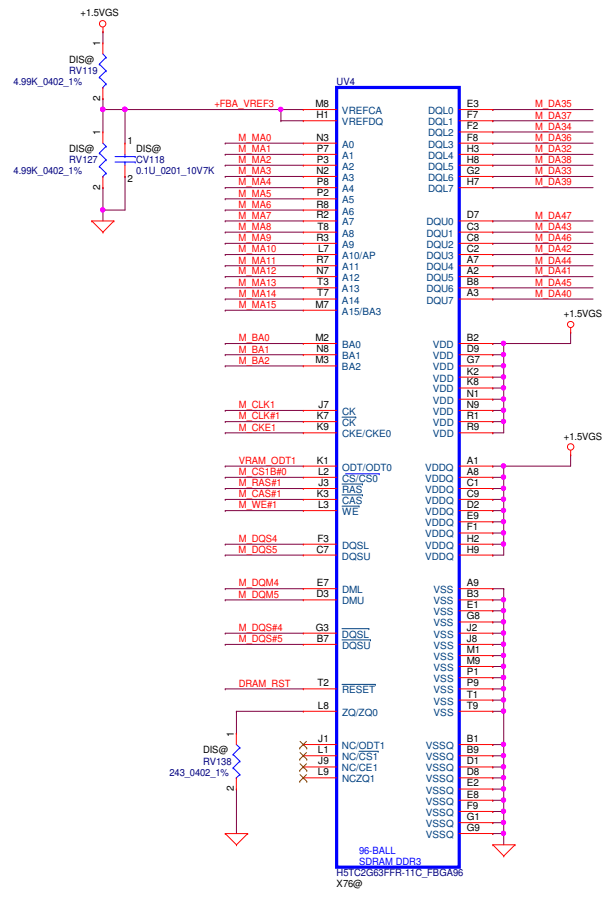 +1.5VGS
1
DIS@
RV119
4.99K_0402_1%
2
1
DIS@
RV127
4.99K_0402_1%
2
1
DIS@
CV118
0.1U_0201_10V7K
2
+FBA_VREF3
UV4
M8 VREFCA
H1 VREFDQ
M_MA0 N3 A0
M_MA1 P7 A1
M_MA2 P3 A2
M_MA3 N2 A3
M_MA4 P8 A4
M_MA5 P2 A5
M_MA6 R8 A6
M_MA7 R2 A7
M_MA8 T8 A8
M_MA9 R3 A9
M_MA10 L7 A10/AP
M_MA11 R7 A11
M_MA12 N7 A12
M_MA13 T3 A13
M_MA14 T7 A14
M_MA15 M7 A15/BA3
M_BA0 M2 BA0
M_BA1 N8 BA1
M_BA2 M3 BA2
M_CLK1 J7 CK
M_CLK#1 K7 CK
M_CKE1 K9 CKE/CKE0
VRAM_ODT1 K1 ODT/ODT0
M_CS1B#0 L2 CS/CS0
M_RAS#1 J3 RAS
M_CAS#1 K3 CAS
M_WE#1 L3 WE
M_DQS4 F3 DQSL
M_DQS5 C7 DQSU
M_DQM4 E7 DML
M_DQM5 D3 DMU
M_DQS#4 G3 DQSL
M_DQS#5 B7 DQSU
DRAM_RST T2 RESET
L8 ZQ/ZQ0
1
DIS@
RV138
243_0402_1%
2
J1 NC/ODT1
L1 NC/CS1
J9 NC/CE1
L9 NCZQ1
DQL0 E3 M_DA35
DQL1 F7 M_DA37
DQL2 F2 M_DA34
DQL3 F8 M_DA36
DQL4 H3 M_DA32
DQL5 H8 M_DA38
DQL6 G2 M_DA33
DQL7 H7 M_DA39
DQU0 D7 M_DA47
DQU1 C3 M_DA43
DQU2 C8 M_DA46
DQU3 C2 M_DA42
DQU4 A7 M_DA44
DQU5 A2 M_DA41
DQU6 B8 M_DA45
DQU7 A3 M_DA40
+1.5VGS
VDD B2
VDD D9
VDD G7
VDD K2
VDD K8
VDD N1
VDD N9
VDD R1
VDD R9
+1.5VGS
VDDQ A1
VDDQ A8
VDDQ C1
VDDQ C9
VDDQ D2
VDDQ E9
VDDQ F1
VDDQ H2
VDDQ H9
VSS A9
VSS B3
VSS E1
VSS G8
VSS J2
VSS J8
VSS M1
VSS M9
VSS P1
VSS P9
VSS T1
VSS T9
VSSQ B1
VSSQ B9
VSSQ D1
VSSQ D8
VSSQ E2
VSSQ E8
VSSQ F9
VSSQ G1
VSSQ G9
96-BALL
SDRAM DDR3
H5TC2G63FFR-11C_FBGA96
X76@